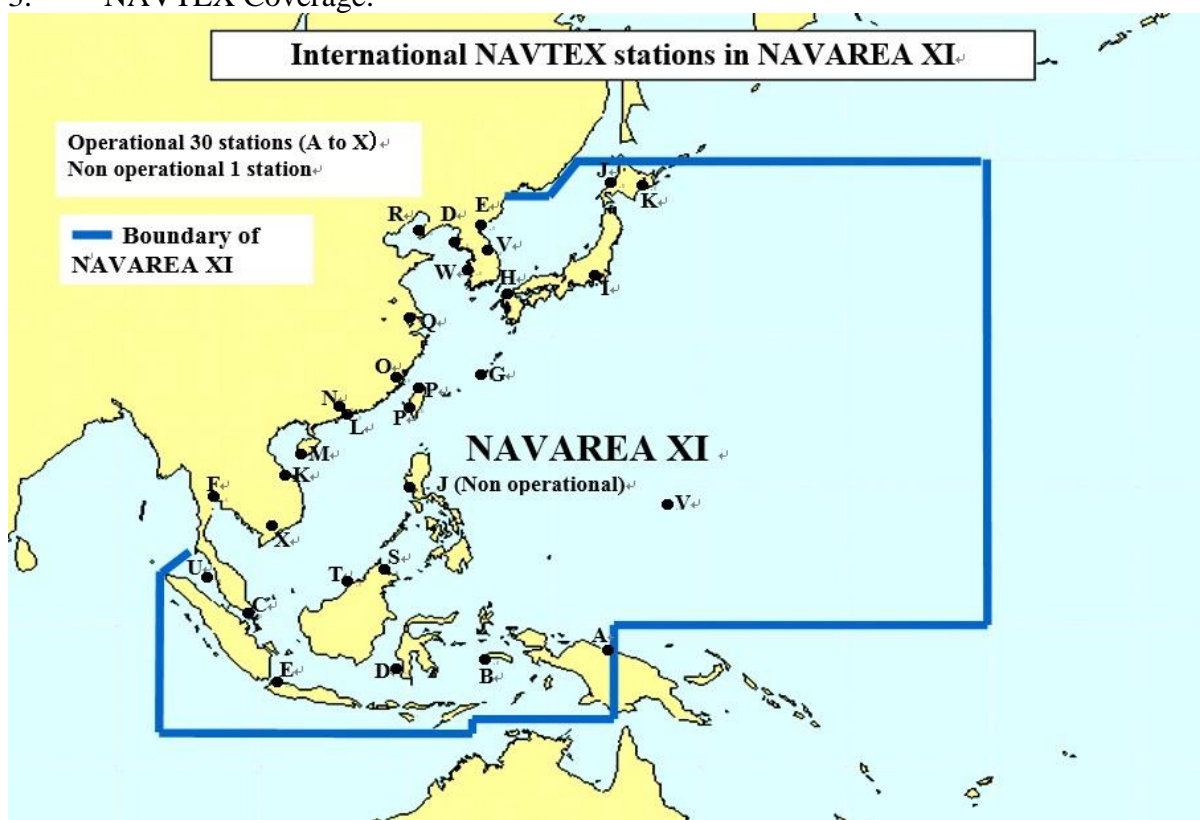 3. NAVTEX Coverage.
International NAVTEX stations in NAVAREA XI
Operational 30 stations (A to X)
Non operational 1 station
Boundary of
NAVAREA XI
J
K
E
R
D
V
W
H
I
Q
O
G
P
N
P
L
M
NAVAREA XI
K
J (Non operational)
F
V
X
S
U
T
C
A
E
D
B